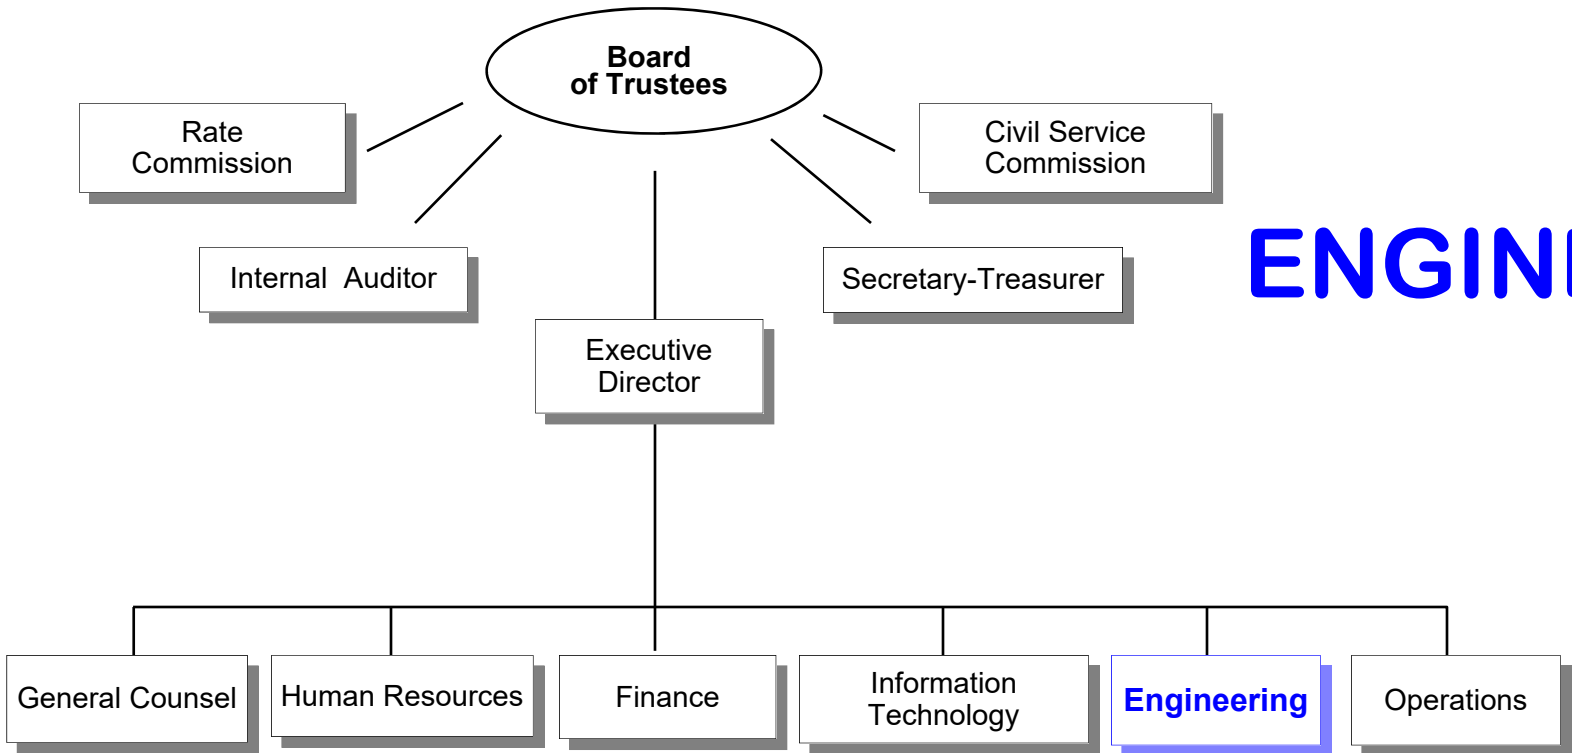 Board
of Trustees
Rate
Commission
Civil Service
Commission
Internal Auditor
Secretary-Treasurer
Executive
Director
General Counsel
Human Resources
Finance
Information
Technology
Engineering
Operations